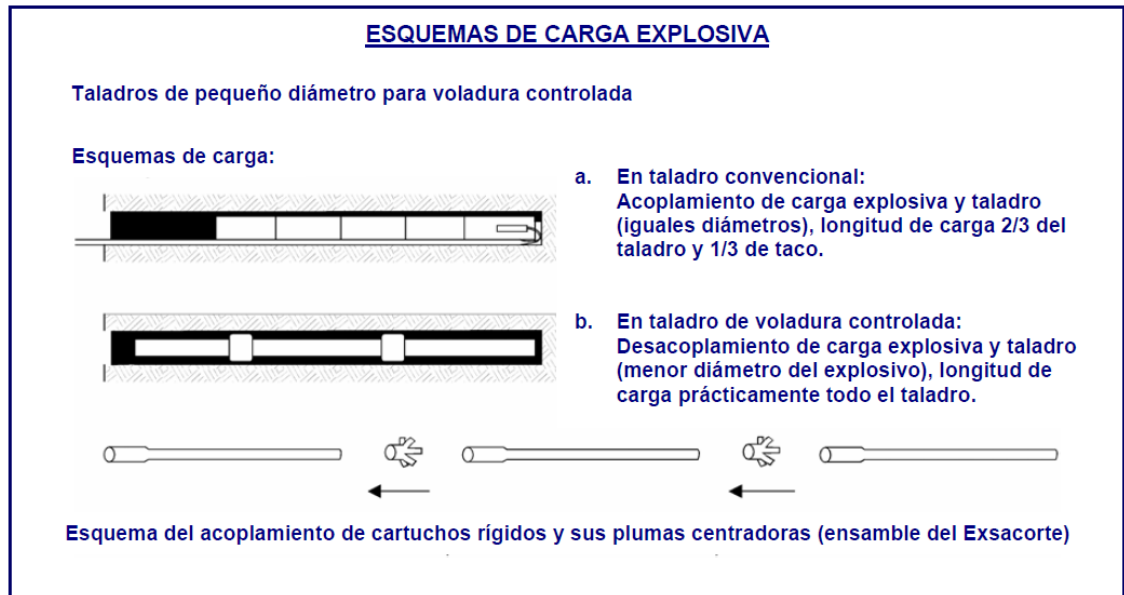 ESQUEMAS DE CARGA EXPLOSIVA
Taladros de pequeño diámetro para voladura controlada
Esquemas de carga:
a. En taladro convencional:
Acoplamiento de carga explosiva y taladro
(iguales diámetros), longitud de carga 2/3 del
taladro y 1/3 de taco.
b. En taladro de voladura controlada:
Desacoplamiento de carga explosiva y taladro
(menor diámetro del explosivo), longitud de
carga prácticamente todo el taladro.
Esquema del acoplamiento de cartuchos rígidos y sus plumas centradoras (ensamble del Exsacorte)